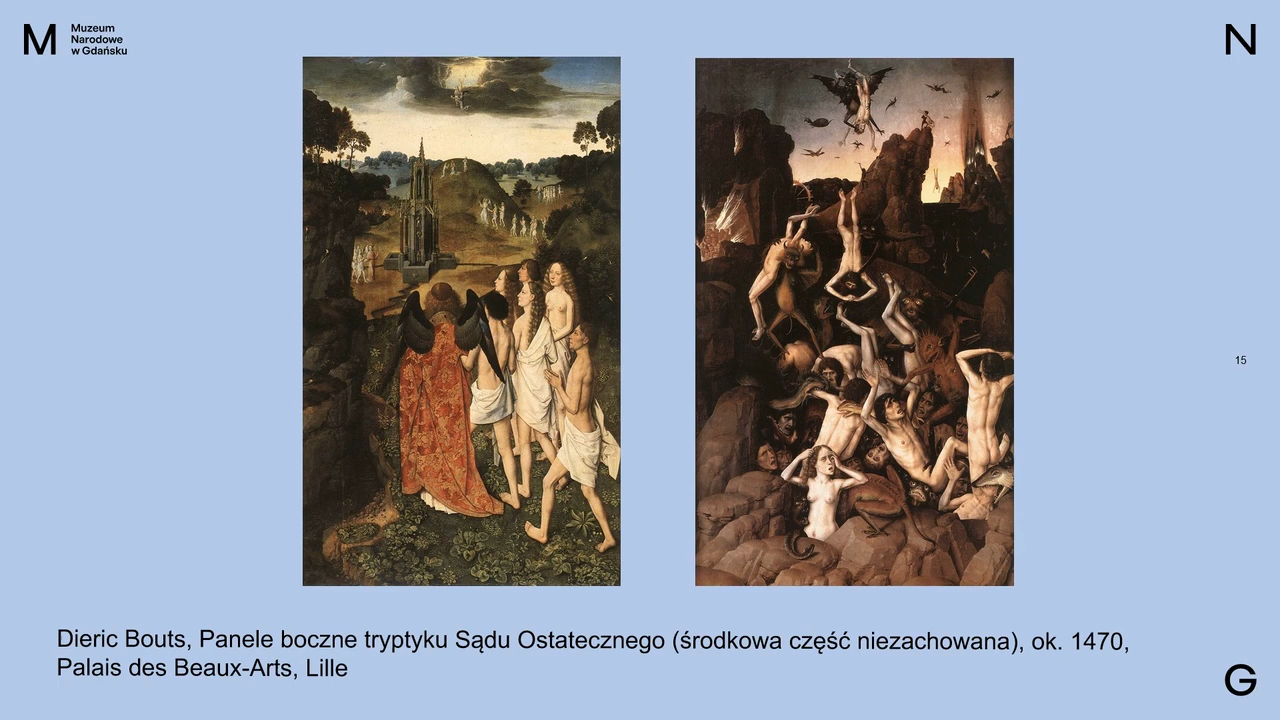 M Muzeum
Narodowe
w Gdańsku
N
15
Dieric Bouts, Panele boczne tryptyku Sądu Ostatecznego (środkowa część niezachowana), ok. 1470,
Palais des Beaux-Arts, Lille
G